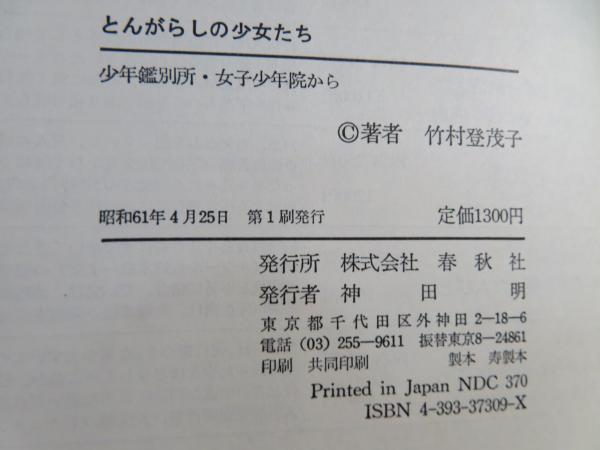 とんがらしの少女たち
少年鑑別所・女子少年院から
©著者 竹村登茂子
昭和61年4月25日 第1刷発行 定価1300円
発行所 株式会社 春秋社
発行者 神田明
東京都千代田区外神田2-18-6
電話(03)255-9611 振替東京8-24861
印刷 共同印刷 製本 寿製本
Printed in Japan NDC 370
ISBN 4-393-37309-X